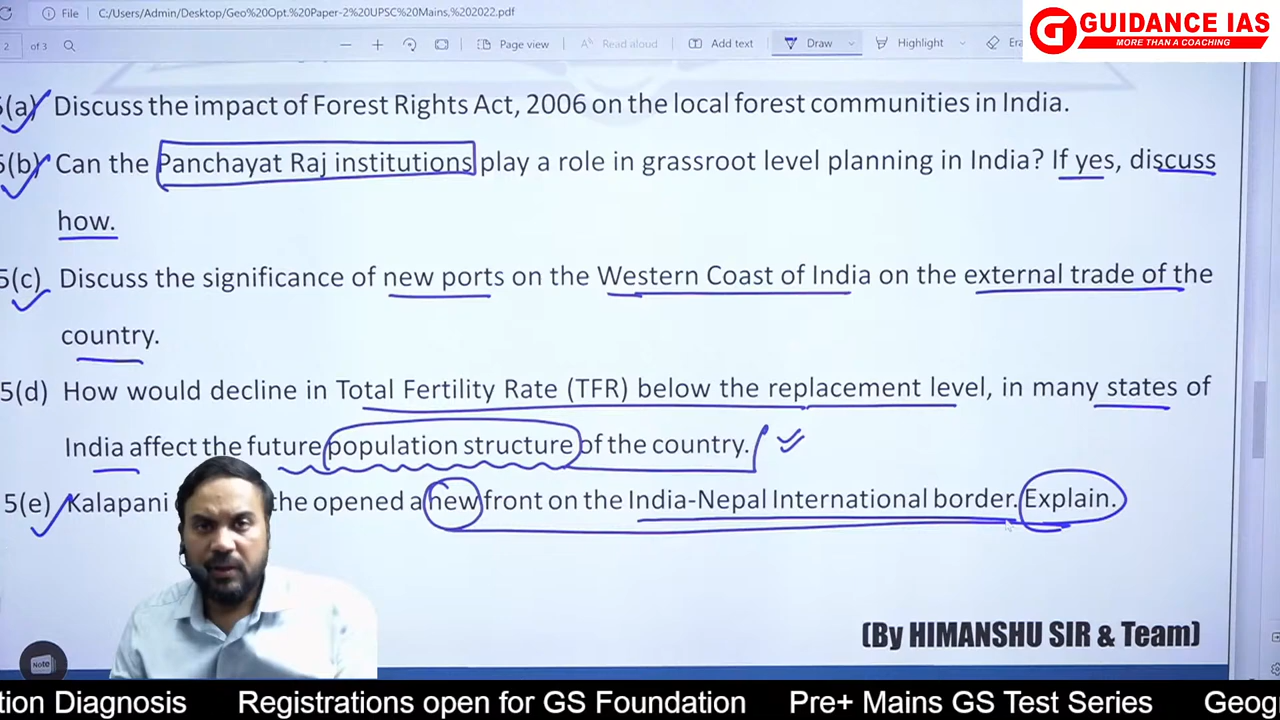 File
C:/Users/Admin/Desktop/Geo%20Opt.%20Paper-2%20UPSC%20Mains,%202022.pdf
GUIDANCE IAS
MORE THAN A COACHING
2 of 3
Page view
Read aloud
Add text
Draw
Highlight
5(a) Discuss the impact of Forest Rights Act, 2006 on the local forest communities in India.
5(b) Can the Panchayat Raj institutions play a role in grassroot level planning in India? If yes, discuss
how.
5(c) Discuss the significance of new ports on the Western Coast of India on the external trade of the
country.
5(d) How would decline in Total Fertility Rate (TFR) below the replacement level, in many states of
India affect the future population structure of the country.
5(e) Kalapani the opened a new front on the India-Nepal International border. Explain.
(By HIMANSHU SIR & Team)
Note
tion Diagnosis Registrations open for GS Foundation Pre+ Mains GS Test Series Geog